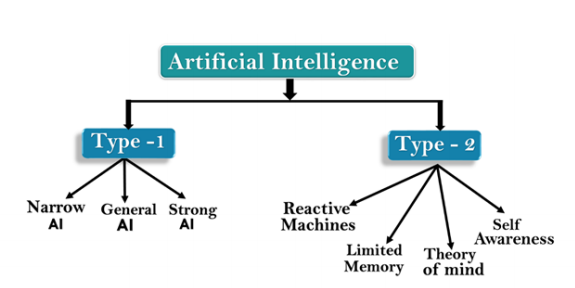 Artificial Intelligence
Type -1
Type - 2
Narrow
AI
General
AI
Strong
AI
Reactive
Machines
Limited
Memory
Theory
of mind
Self
Awareness